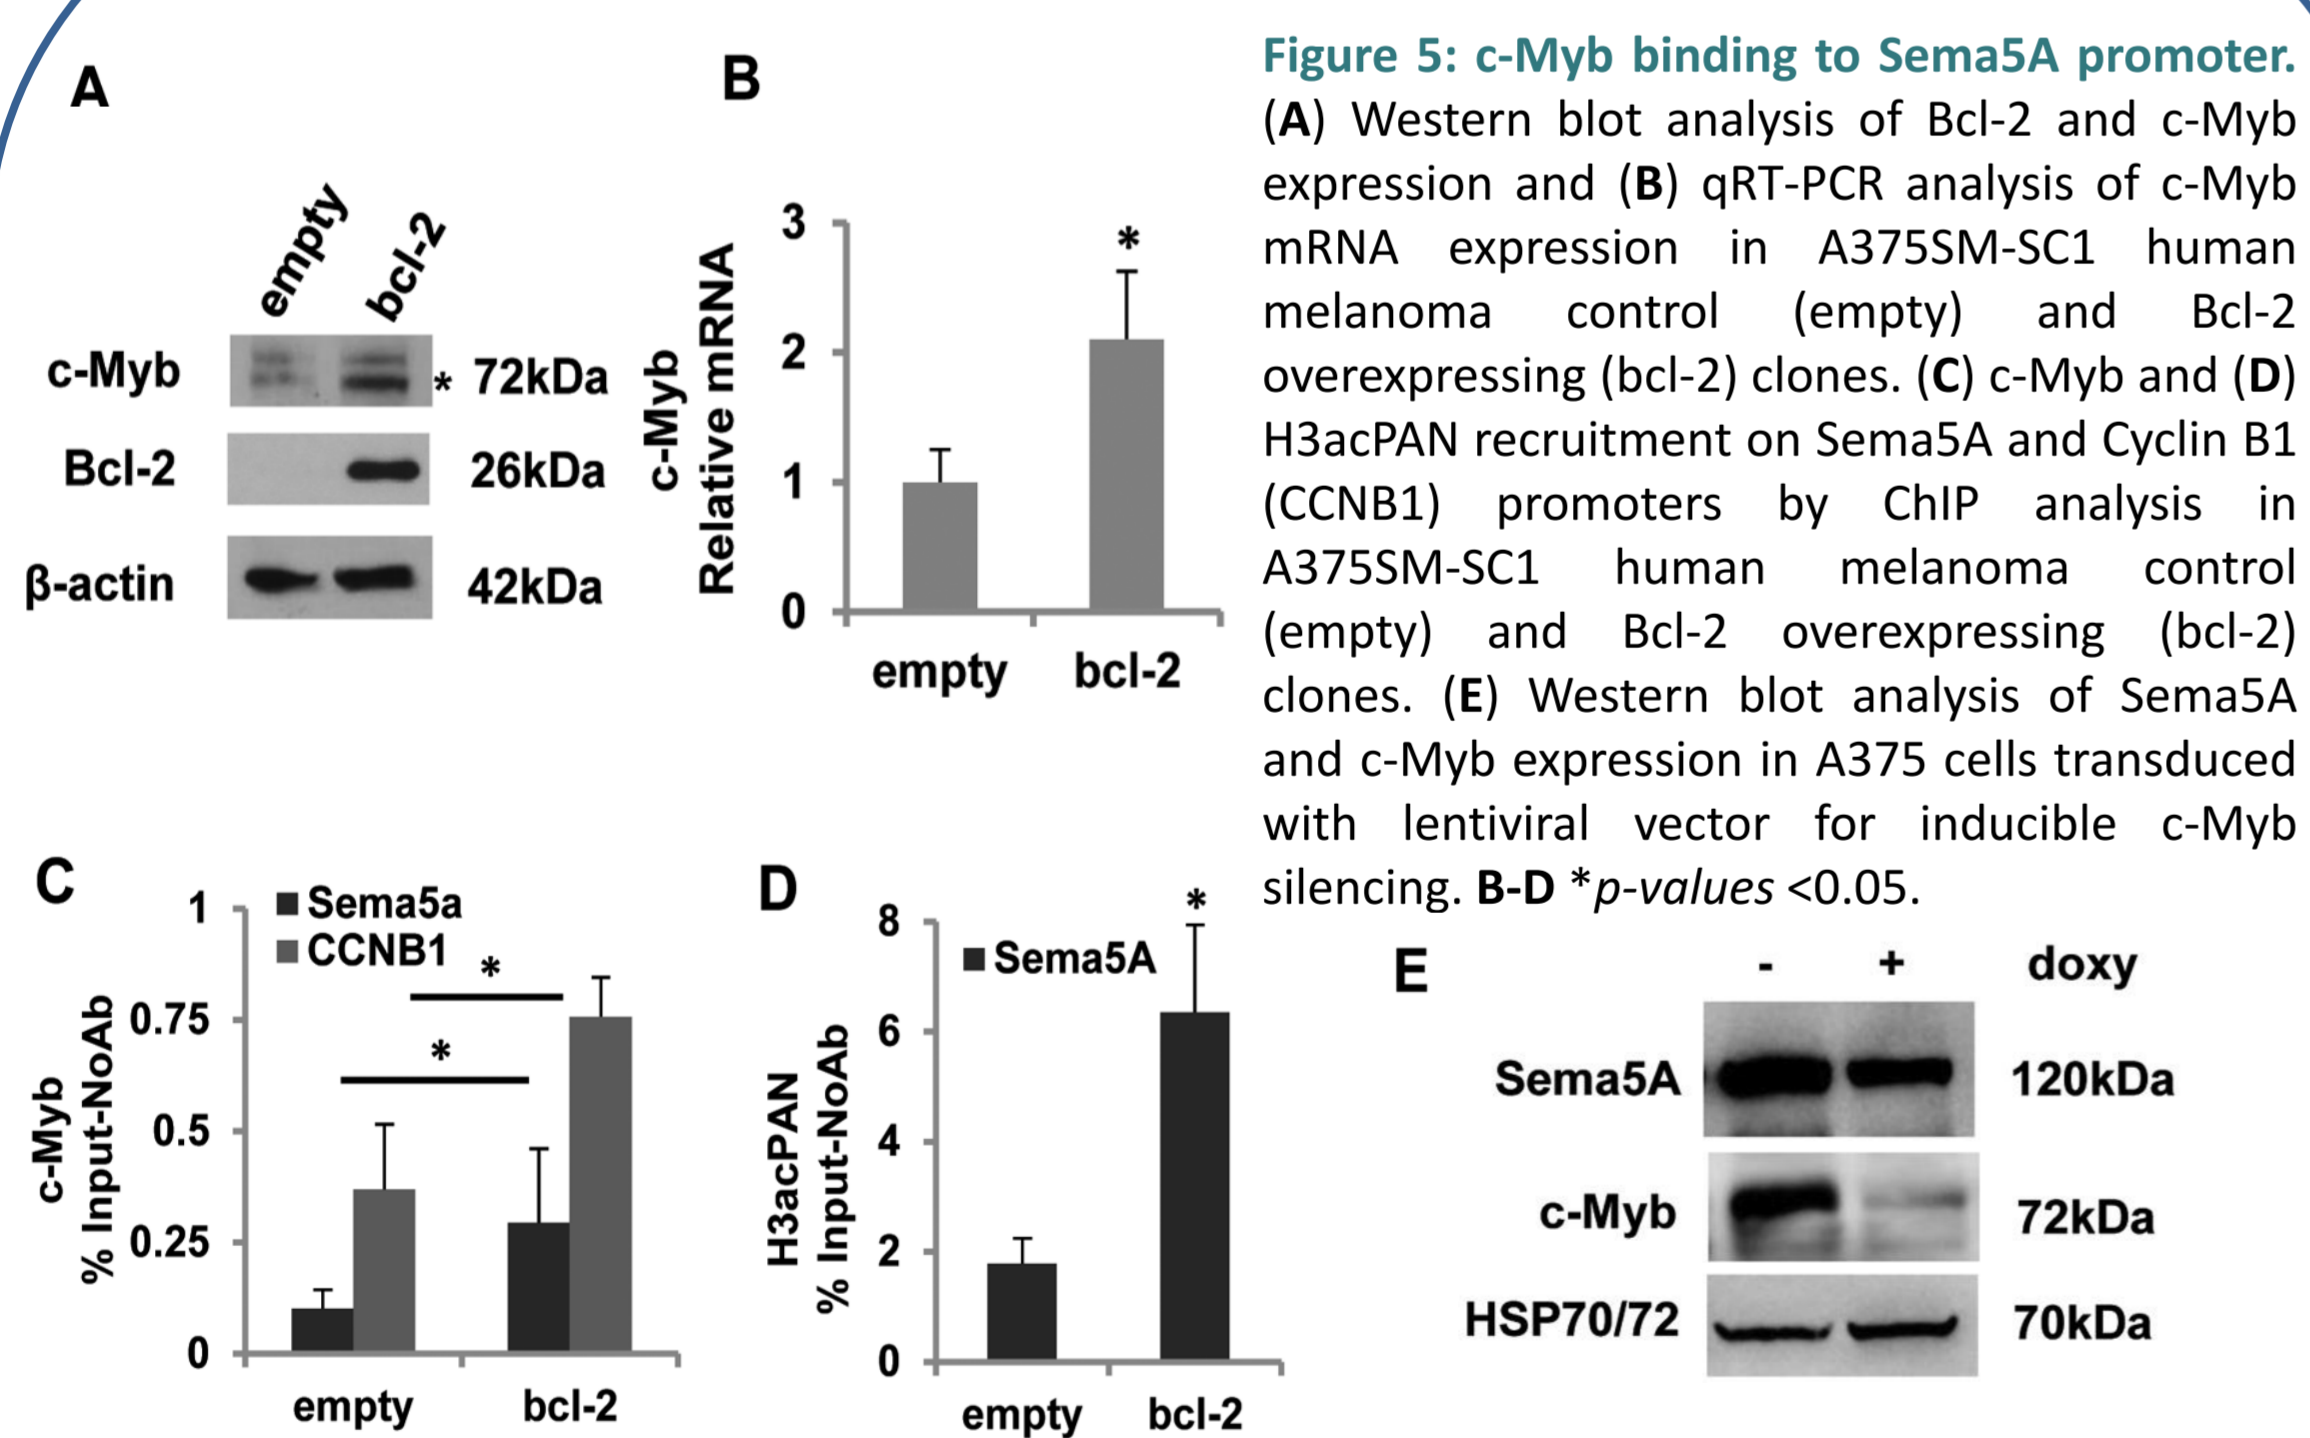 A
empty
bcl-2
c-Myb
* 72kDa
Bcl-2
26kDa
β-actin
42kDa
B
c-Myb
Relative mRNA
3
2
1
0
*
empty
bcl-2
Figure 5: c-Myb binding to Sema5A promoter.
(A) Western blot analysis of Bcl-2 and c-Myb
expression and (B) qRT-PCR analysis of c-Myb
mRNA expression in A375SM-SC1 human
melanoma control (empty) and Bcl-2
overexpressing (bcl-2) clones. (C) c-Myb and (D)
H3acPAN recruitment on Sema5A and Cyclin B1
(CCNB1) promoters by ChIP analysis in
A375SM-SC1 human melanoma control
(empty) and Bcl-2 overexpressing (bcl-2)
clones. (E) Western blot analysis of Sema5A
and c-Myb expression in A375 cells transduced
with lentiviral vector for inducible c-Myb
silencing. B-D *p-values <0.05.
C
c-Myb
% Input-NoAb
1
0.75
0.5
0.25
0
Sema5a
CCNB1
*
*
empty
bcl-2
D
H3acPAN
% Input-NoAb
8
6
4
2
0
Sema5A
*
empty
bcl-2
E
- + doxy
Sema5A
120kDa
c-Myb
72kDa
HSP70/72
70kDa